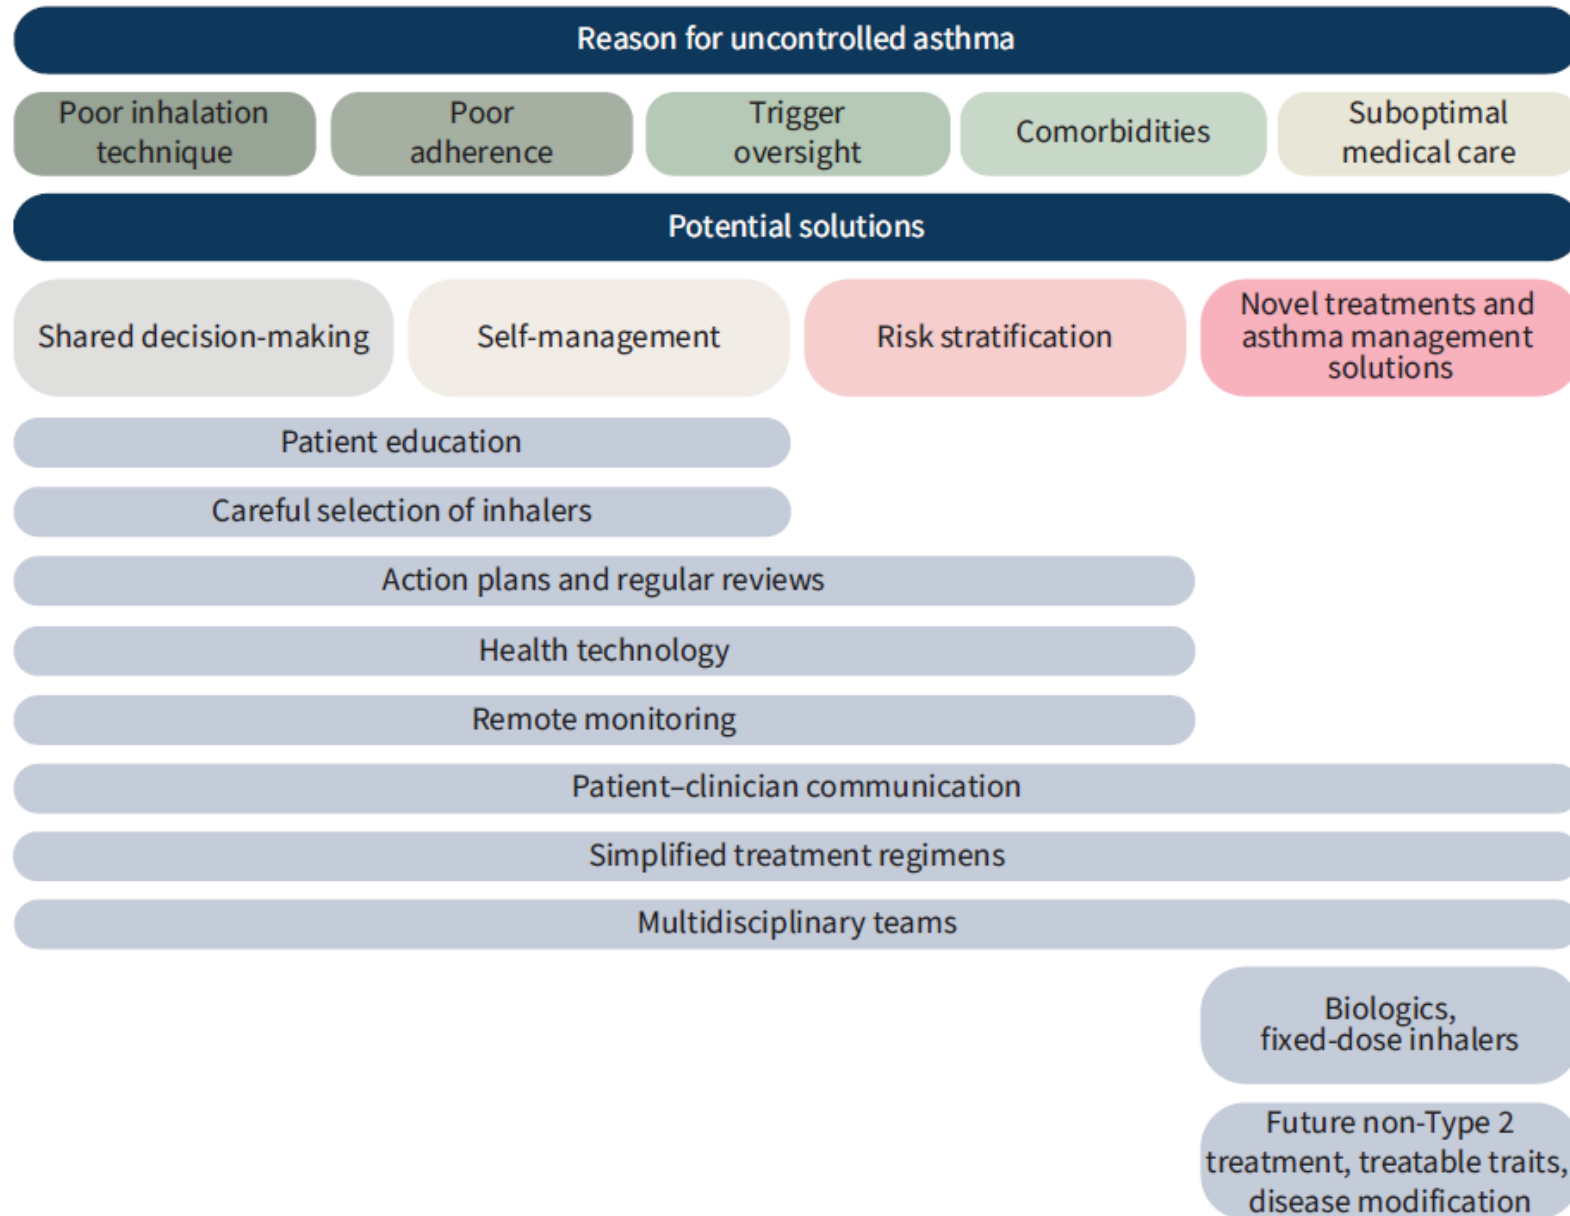 Reason for uncontrolled asthma
Poor inhalation
technique
Poor
adherence
Trigger
oversight
Comorbidities
Suboptimal
medical care
Potential solutions
Shared decision-making
Self-management
Risk stratification
Novel treatments and
asthma management
solutions
Patient education
Careful selection of inhalers
Action plans and regular reviews
Health technology
Remote monitoring
Patient–clinician communication
Simplified treatment regimens
Multidisciplinary teams
Biologics,
fixed-dose inhalers
Future non-Type 2
treatment, treatable traits,
disease modification